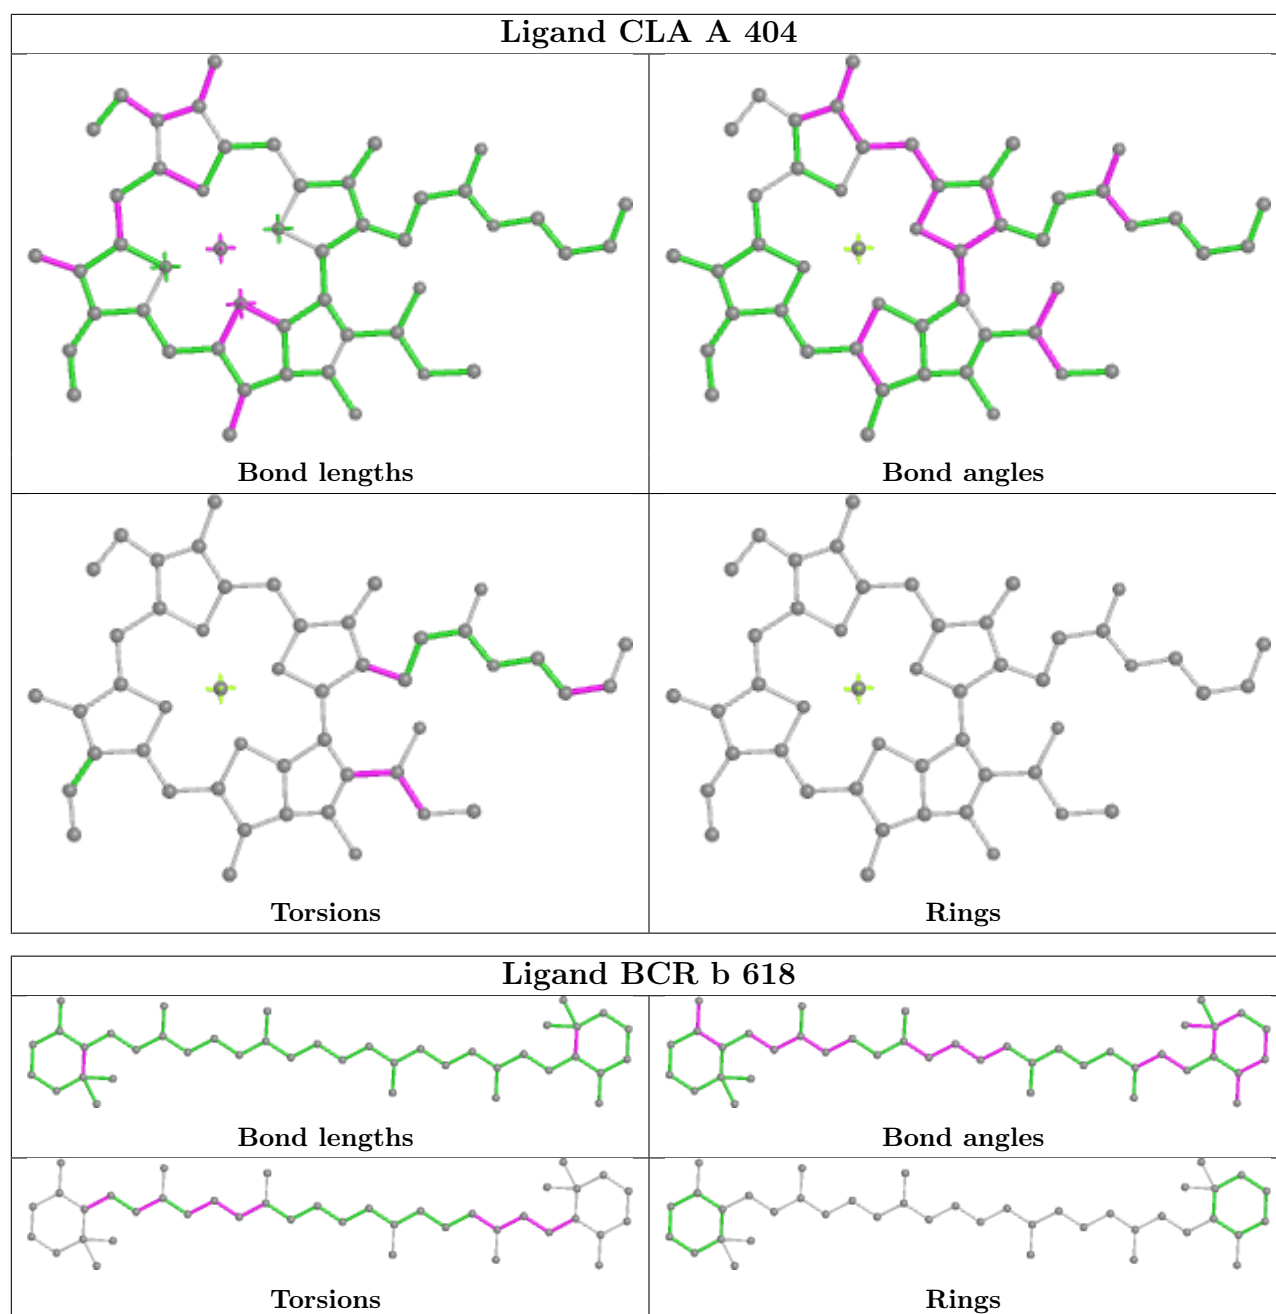 Ligand CLA A 404
Bond lengths
Bond angles
Torsions
Rings
Ligand BCR b 618
Bond lengths
Bond angles
Torsions
Rings